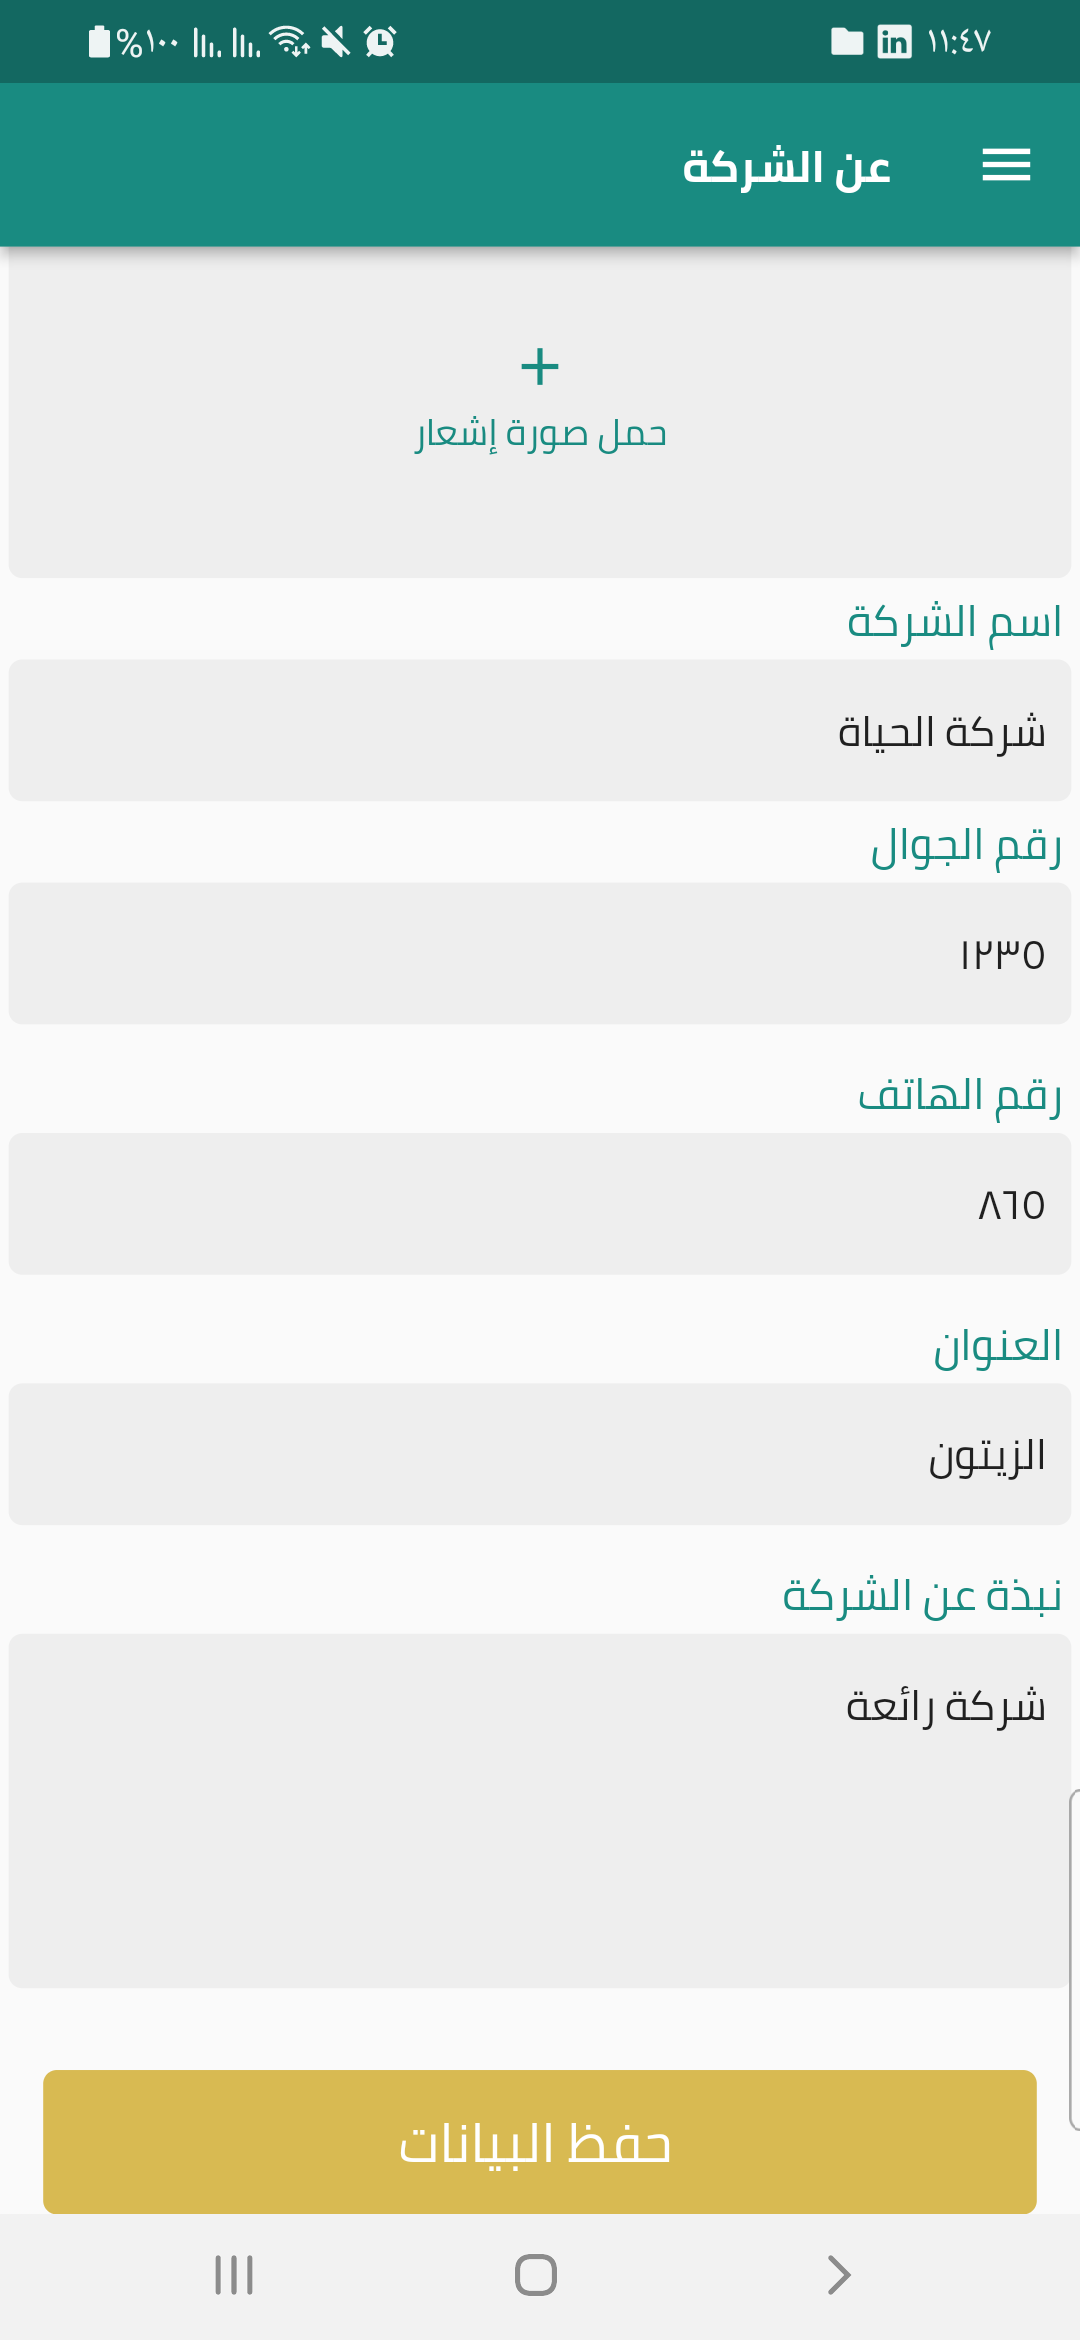 ١١:٤٧ in %١٠٠
عن الشركة
+
حمل صورة إشعار
اسم الشركة
شركة الحياة
رقم الجوال
١٢٣٥
رقم الهاتف
٨٦٥
العنوان
الزيتون
نبذة عن الشركة
شركة رائعة
حفظ البيانات